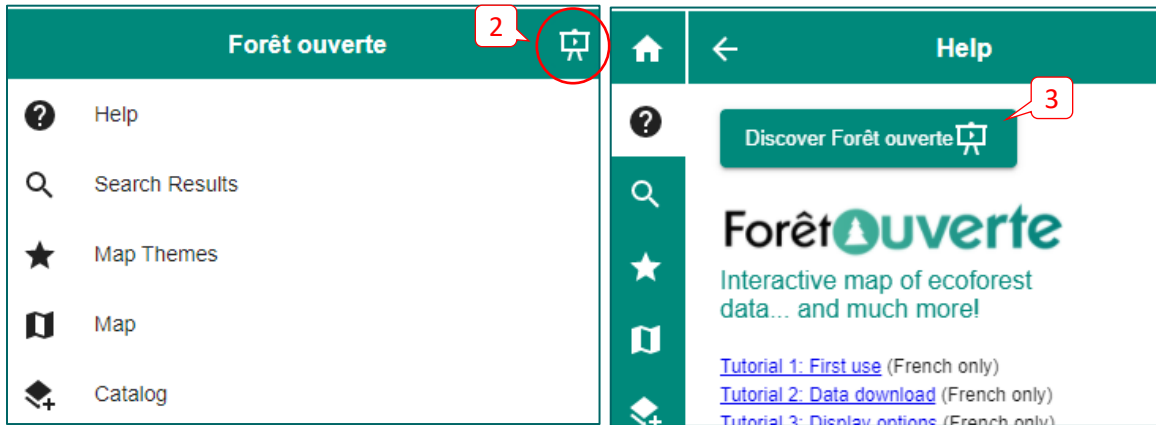 Forêt ouverte
2
Help
Search Results
Map Themes
Map
Catalog
Help
3
Discover Forêt ouverte
ForêtOuverte
Interactive map of ecoforest
data... and much more!
Tutorial 1: First use (French only)
Tutorial 2: Data download (French only)
Tutorial 3: Display options (French only)